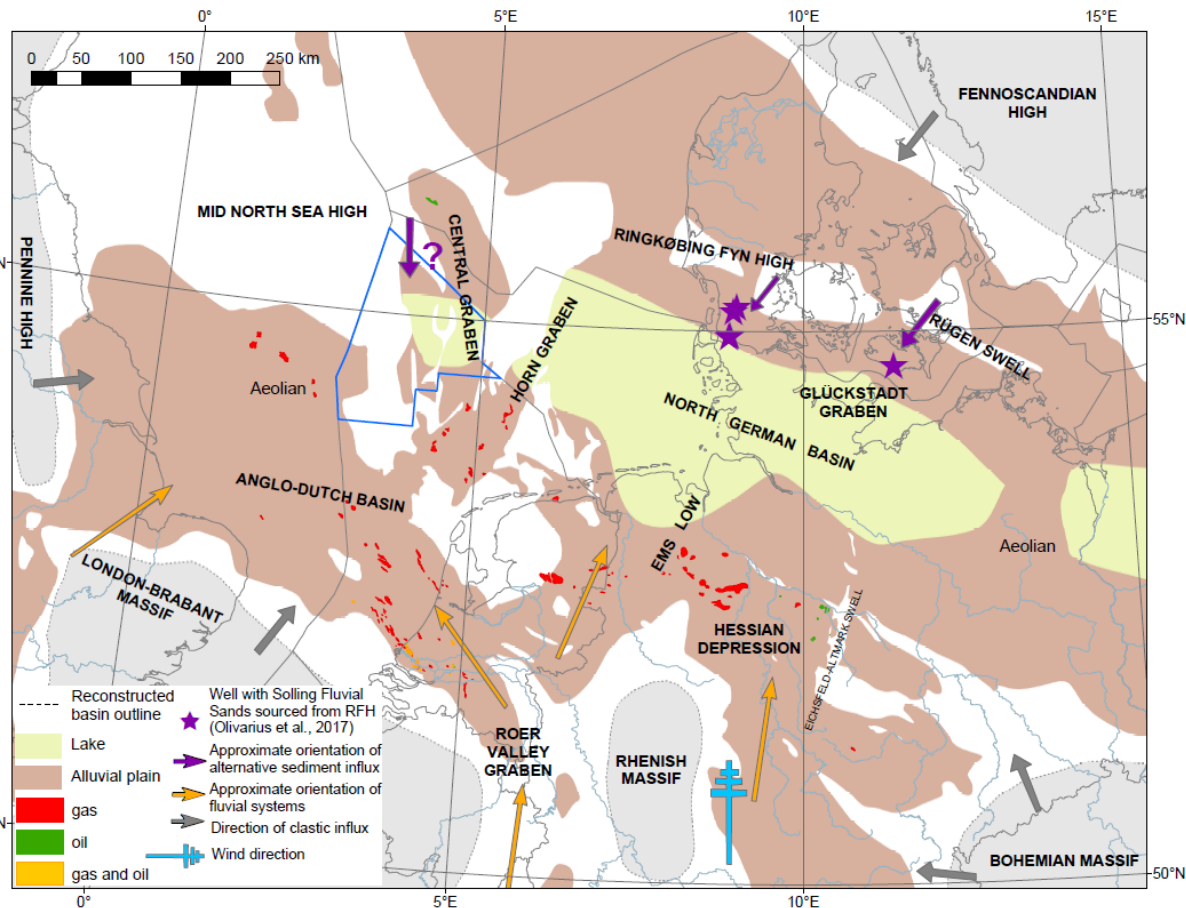 0°
5°E
10°E
15°E
0 50 100 150 200 250 km
FENNOSCANDIAN
HIGH
MID NORTH SEA HIGH
CENTRAL GRABEN
?
RINGKØBING FYN HIGH
PENNINE HIGH
N
55°N
HORN GRABEN
RÜGEN SWELL
Aeolian
GLÜCKSTADT
GRABEN
NORTH GERMAN BASIN
ANGLO-DUTCH BASIN
EMS LOW
Aeolian
LONDON-BRABANT
MASSIF
HESSIAN
DEPRESSION
EICHSFELD-ALTMARK SWELL
ROER
VALLEY
GRABEN
RHENISH
MASSIF
BOHEMIAN MASSIF
Reconstructed
basin outline
Lake
Alluvial plain
gas
oil
gas and oil
Well with Solling Fluvial
Sands sourced from RFH
(Olivarius et al., 2017)
Approximate orientation of
alternative sediment influx
Approximate orientation of
fluvial systems
Direction of clastic influx
Wind direction
N
50°N
0°
5°E
10°E